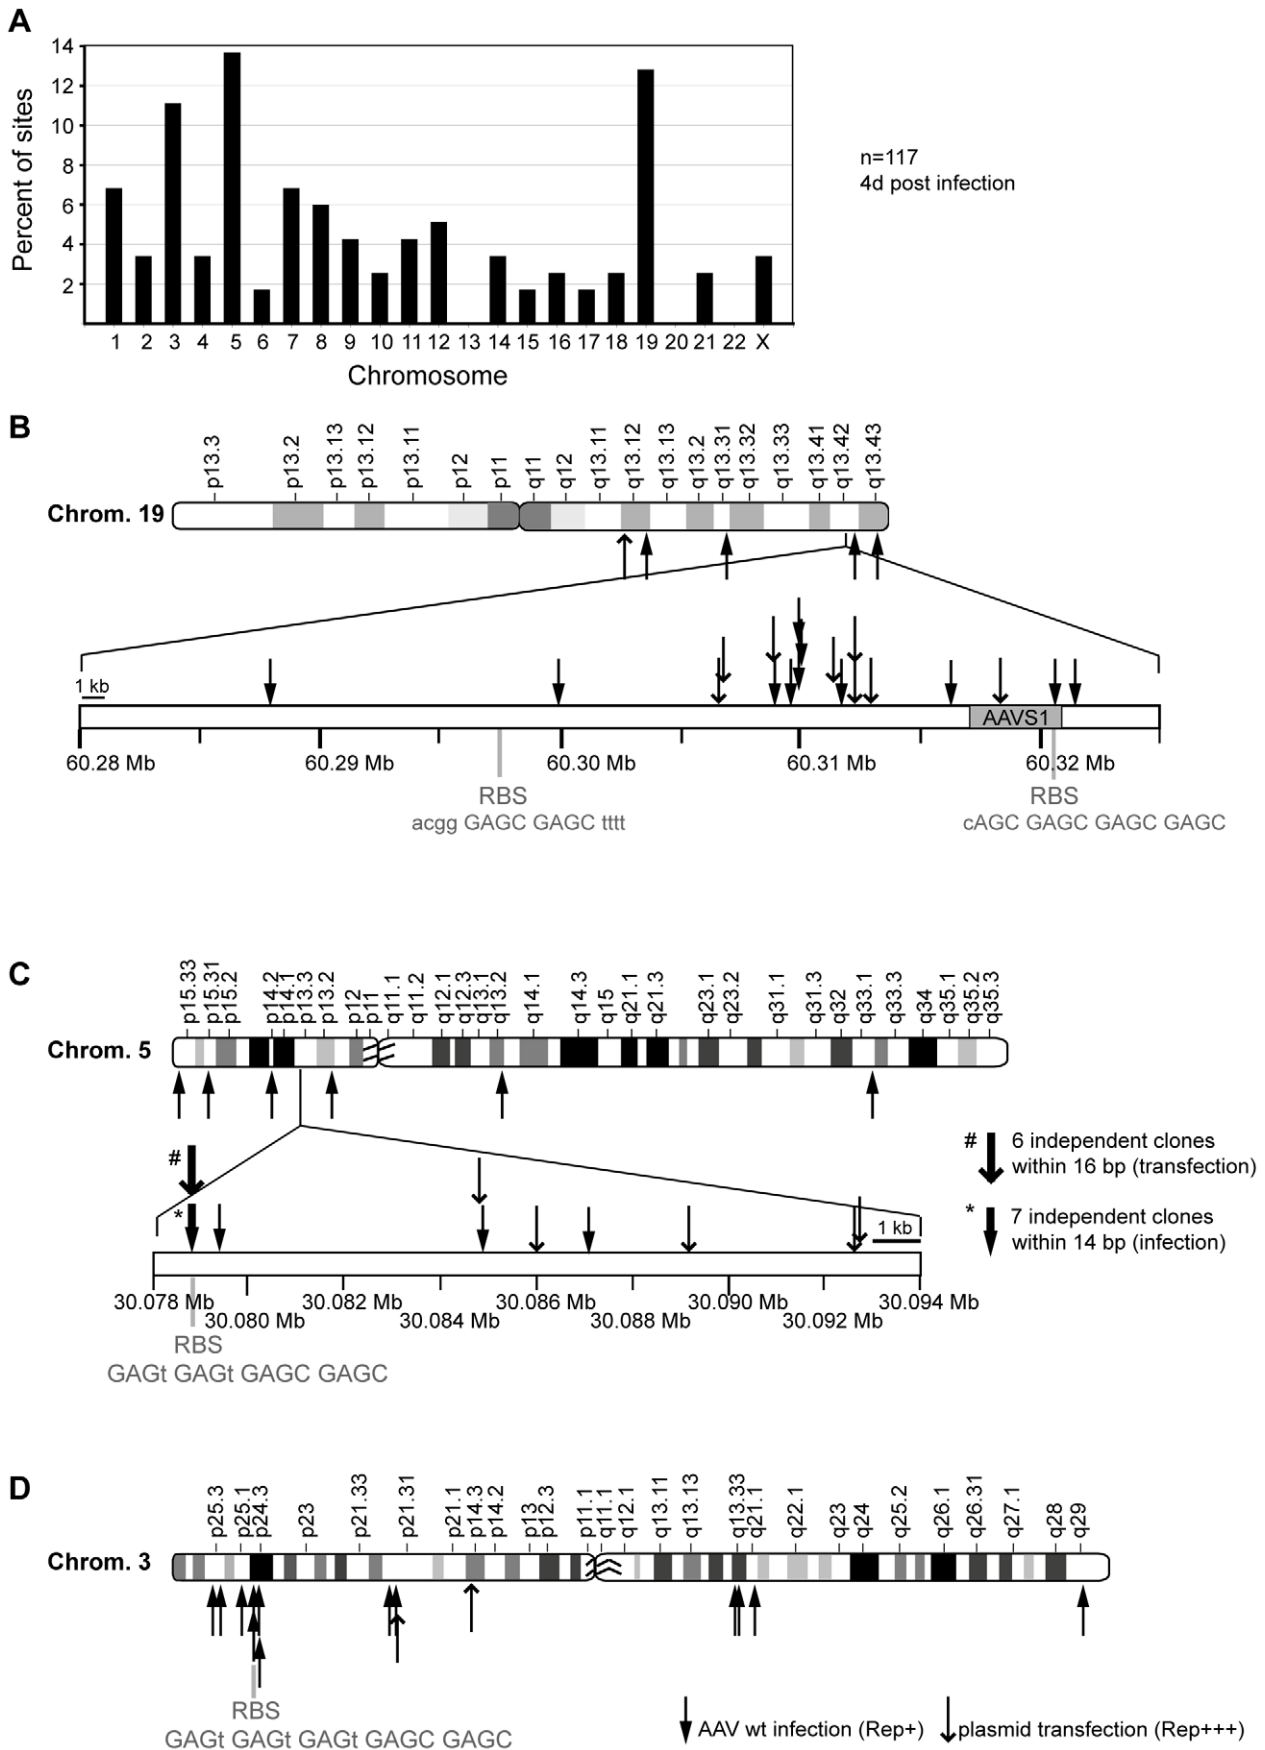 A
14
12
10
8
6
4
2
Percent of sites
1 2 3 4 5 6 7 8 9 10 11 12 13 14 15 16 17 18 19 20 21 22 X
Chromosome
n=117
4d post infection
B
p13.3 p13.2 p13.13 p13.12 p13.11 p12 p11 q11 q12 q13.11 q13.12 q13.13 q13.2 q13.31 q13.32 q13.33 q13.41 q13.42 q13.43
Chrom. 19
1 kb
AAVS1
60.28 Mb 60.29 Mb 60.30 Mb 60.31 Mb 60.32 Mb
RBS RBS
acgg GAGC GAGC tttt cAGC GAGC GAGC GAGC
C
p15.33 p15.31 p15.2 p14.2 p14.1 p13.3 p13.2 p12 p11 q11.1 q11.2 q12.1 q12.3 q13.1 q13.2 q14.1 q14.3 q15 q21.1 q21.3 q23.1 q23.2 q31.1 q31.3 q32 q33.1 q33.3 q34 q35.1 q35.2 q35.3
Chrom. 5
# # 6 independent clones
within 16 bp (transfection)
* * 7 independent clones
within 14 bp (infection)
1 kb
30.078 Mb 30.082 Mb 30.086 Mb 30.090 Mb 30.094 Mb
30.080 Mb 30.084 Mb 30.088 Mb 30.092 Mb
RBS
GAGt GAGt GAGC GAGC
D
p25.3 p25.1 p24.3 p23 p21.33 p21.31 p21.1 p14.3 p14.2 p13 p12.3 p11.1 q11.1 q12.1 q13.11 q13.13 q13.33 q21.1 q22.1 q23 q24 q25.2 q26.1 q26.31 q27.1 q28 q29
Chrom. 3
RBS
GAGt GAGt GAGt GAGC GAGC
AAV wt infection (Rep+) plasmid transfection (Rep+++)